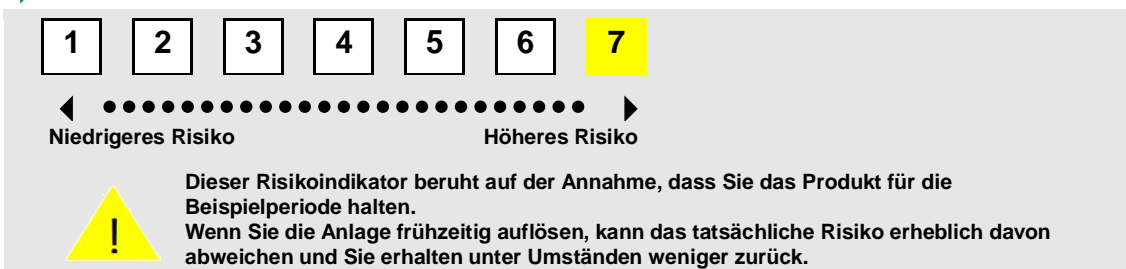 1 2 3 4 5 6 7
Niedrigeres Risiko Höheres Risiko
!
Dieser Risikoindikator beruht auf der Annahme, dass Sie das Produkt für die
Beispielperiode halten.
Wenn Sie die Anlage frühzeitig auflösen, kann das tatsächliche Risiko erheblich davon
abweichen und Sie erhalten unter Umständen weniger zurück.